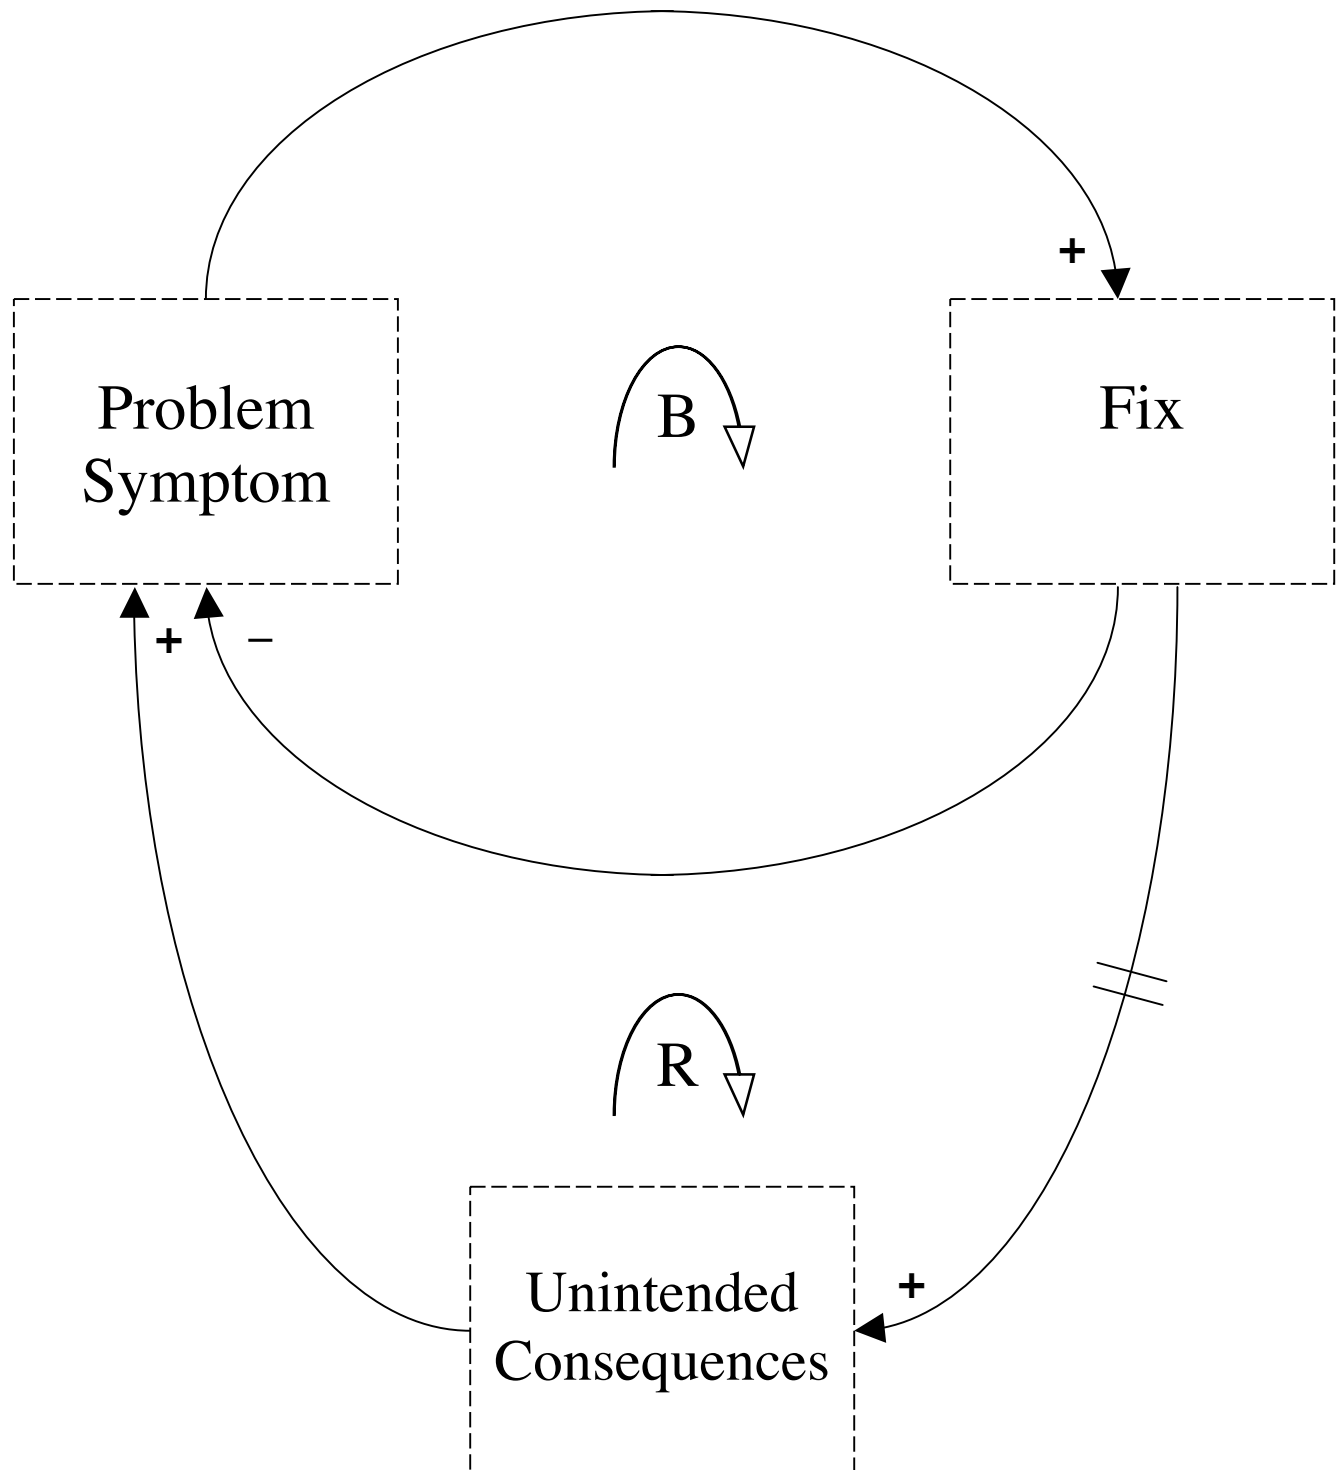 +
Problem
Symptom
B
Fix
+ –
R
+
Unintended
Consequences